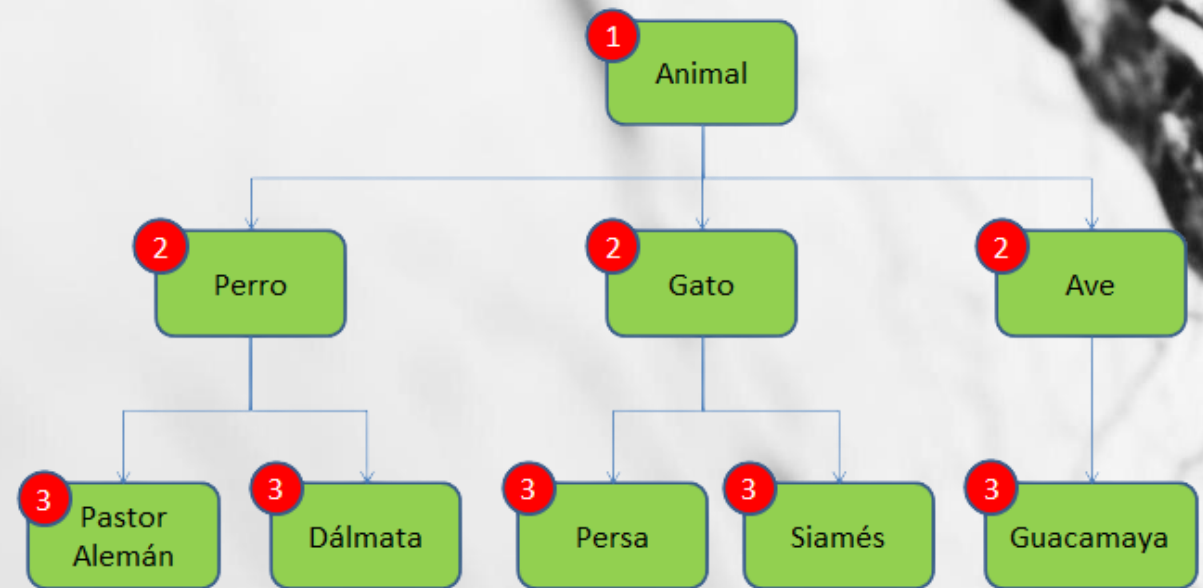 1
Animal
2
Perro
2
Gato
2
Ave
3
Pastor
Alemán
3
Dálmata
3
Persa
3
Siamés
3
Guacamaya